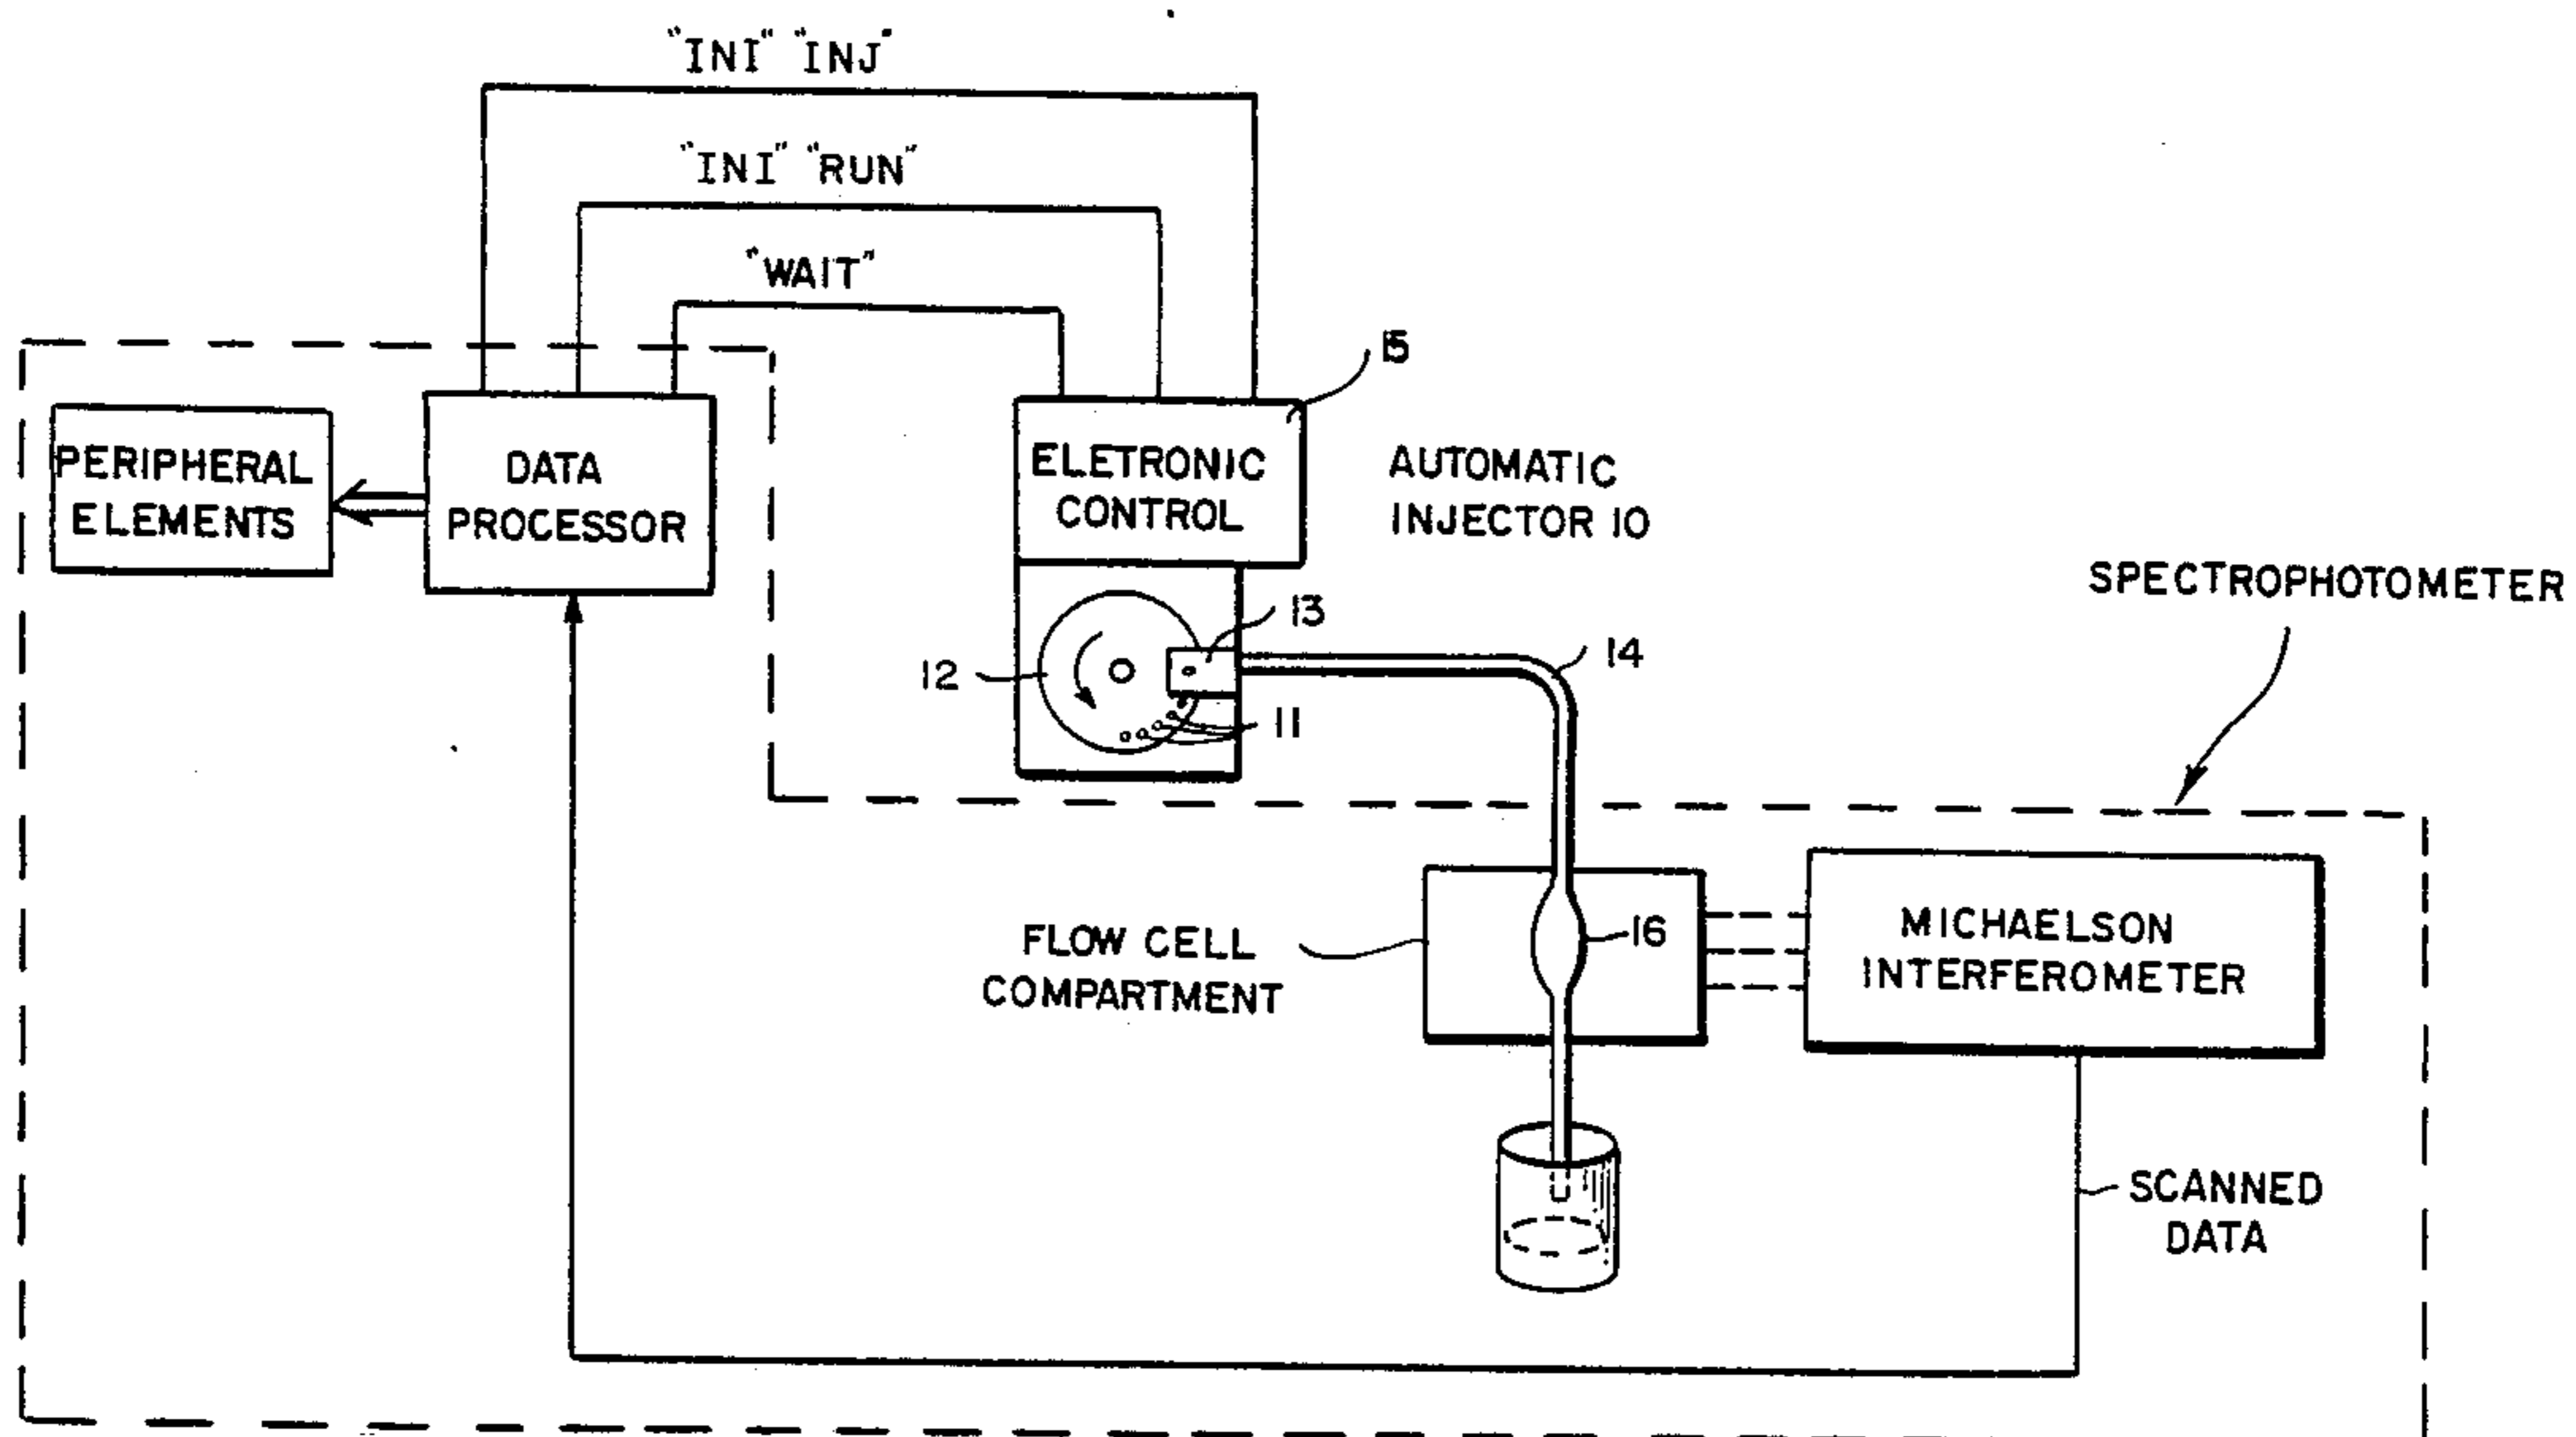 "INI" "INJ"
"INI" "RUN"
"WAIT"
15
PERIPHERAL
ELEMENTS
DATA
PROCESSOR
ELETRONIC
CONTROL
AUTOMATIC
INJECTOR 10
SPECTROPHOTOMETER
13
14
12
11
FLOW CELL
COMPARTMENT
16
MICHAELSON
INTERFEROMETER
SCANNED
DATA